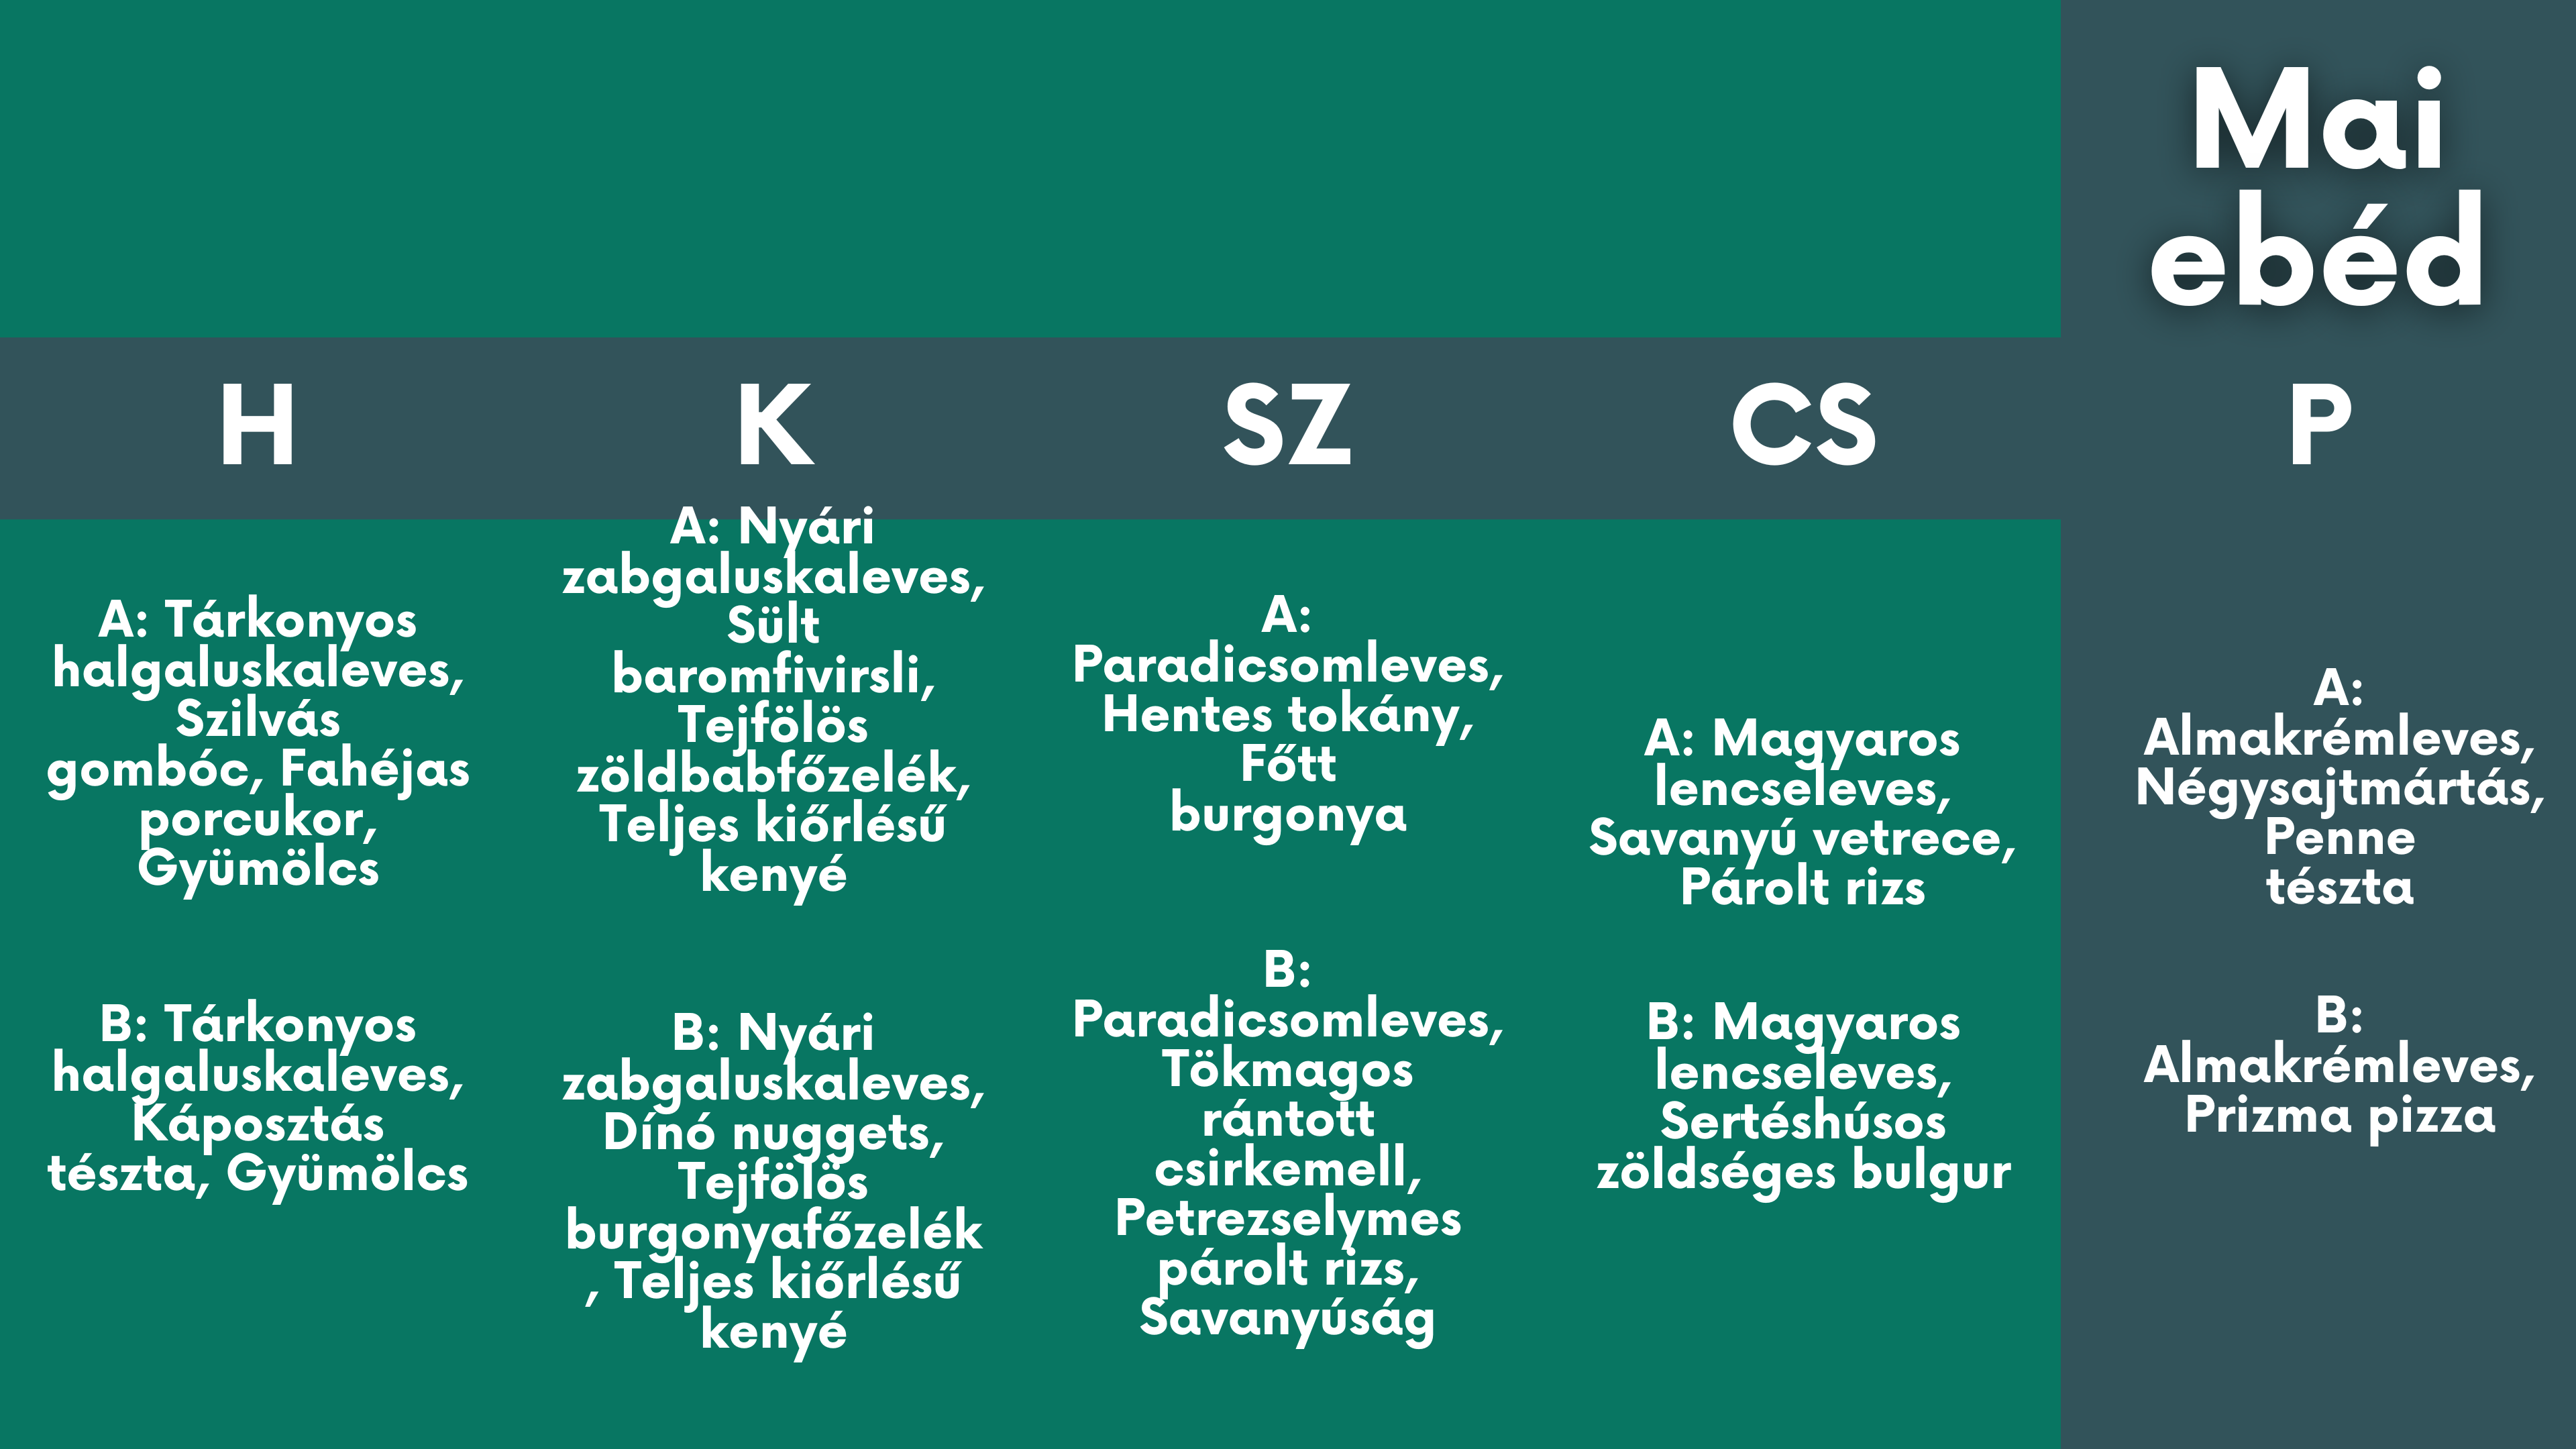 Mai
ebéd
H
K
SZ
CS
P
A: Tárkonyos
halgaluskaleves,
Szilvás
gombóc, Fahéjas
porcukor,
Gyümölcs
B: Tárkonyos
halgaluskaleves,
Káposztás
tészta, Gyümölcs
A: Nyári
zabgaluskaleves,
Sült
baromfivirsli,
Tejfölös
zöldbabfőzelék,
Teljes kiőrlésű
kenyé
B: Nyári
zabgaluskaleves,
Dínó nuggets,
Tejfölös
burgonyafőzelék
, Teljes kiőrlésű
kenyé
A:
Paradicsomleves,
Hentes tokány,
Főtt
burgonya
B:
Paradicsomleves,
Tökmagos
rántott
csirkemell,
Petrezselymes
párolt rizs,
Savanyúság
A: Magyaros
lencseleves,
Savanyú vetrece,
Párolt rizs
B: Magyaros
lencseleves,
Sertéshúsos
zöldséges bulgur
A:
Almakrémleves,
Négysajtmártás,
Penne
tészta
B:
Almakrémleves,
Prizma pizza